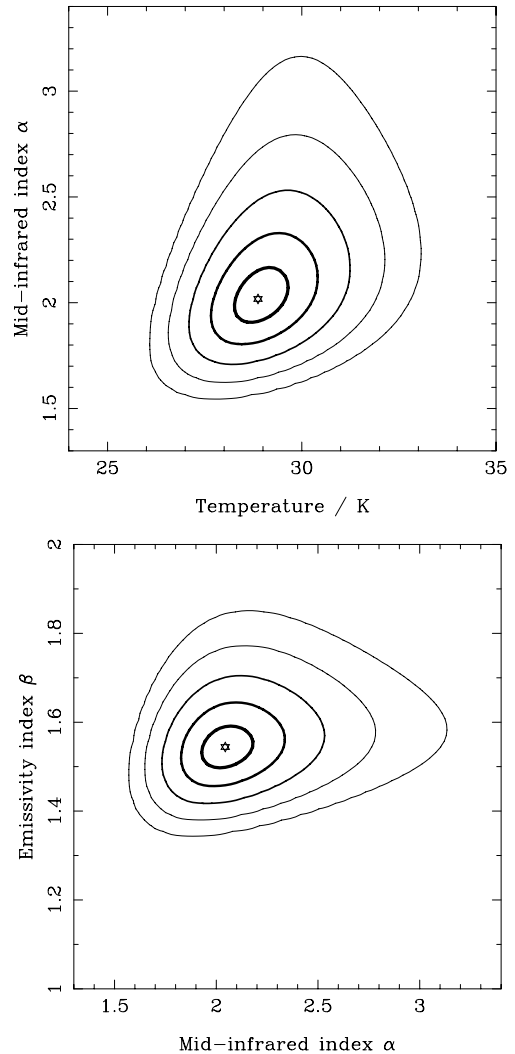 Mid-infrared index α
3
2.5
2
1.5
25 30 35
Temperature / K
Emissivity index β
2
1.8
1.6
1.4
1.2
1
1.5 2 2.5 3
Mid-infrared index α